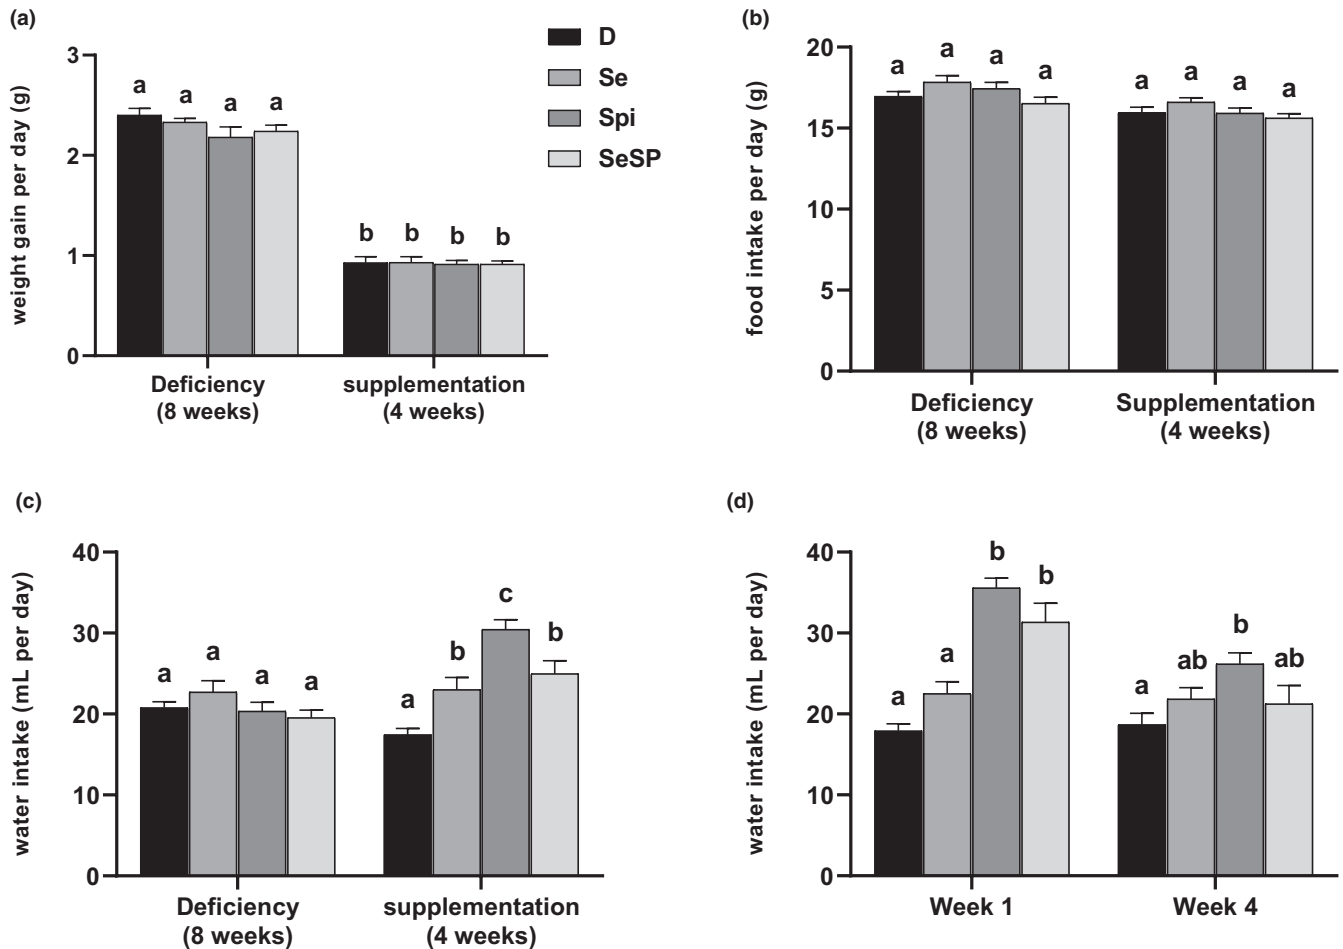 (a)
weight gain per day (g)
3
2
1
0
a a a a
b b b b
Deficiency
(8 weeks)
supplementation
(4 weeks)
D
Se
Spi
SeSP
(b)
food intake per day (g)
20
15
10
5
0
a a a a
a a a a
Deficiency
(8 weeks)
Supplementation
(4 weeks)
(c)
water intake (mL per day)
40
30
20
10
0
a a a a
a b c b
Deficiency
(8 weeks)
supplementation
(4 weeks)
(d)
water intake (mL per day)
40
30
20
10
0
a a b b
a ab b ab
Week 1
Week 4